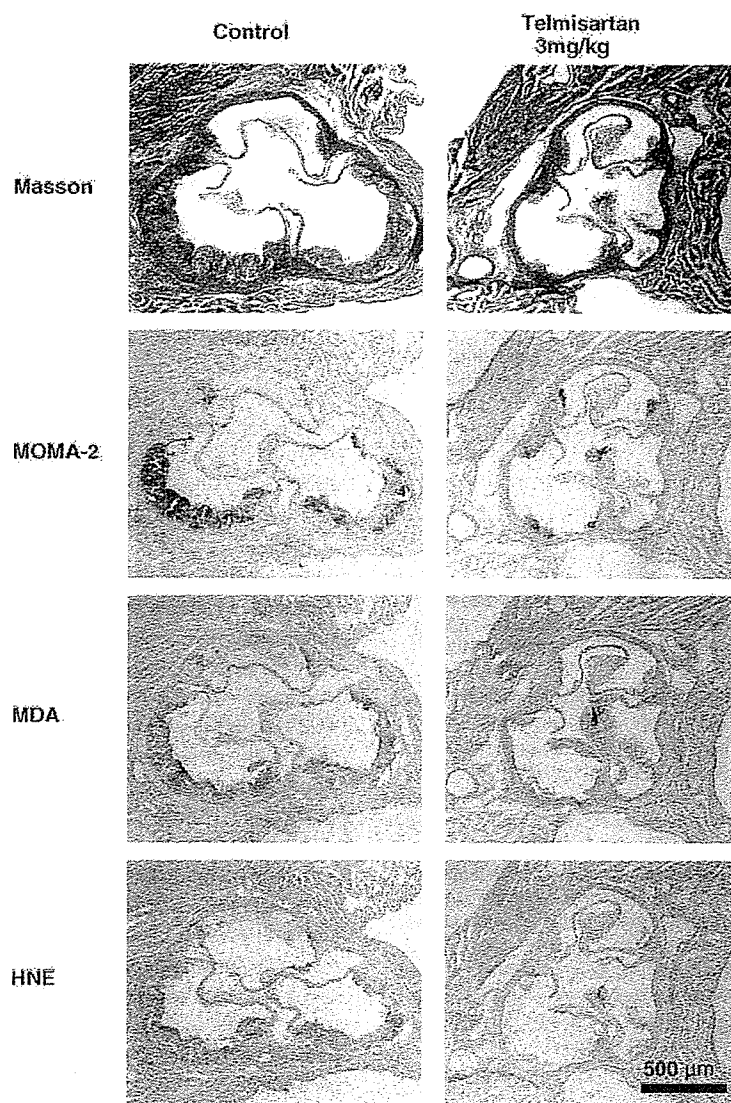 Control
Telmisartan
3mg/kg
Masson
MOMA-2
MDA
HNE
500 µm